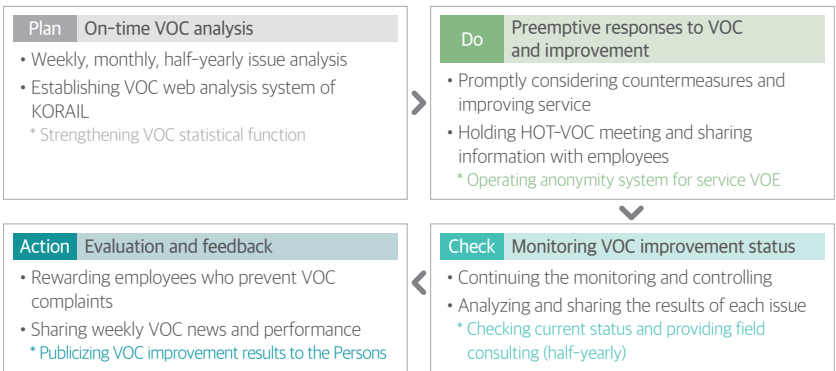 Plan On-time VOC analysis
• Weekly, monthly, half-yearly issue analysis
• Establishing VOC web analysis system of
KORAIL
* Strengthening VOC statistical function
Do Preemptive responses to VOC
and improvement
• Promptly considering countermeasures and
improving service
• Holding HOT-VOC meeting and sharing
information with employees
* Operating anonymity system for service VOE
Check Monitoring VOC improvement status
• Continuing the monitoring and controlling
• Analyzing and sharing the results of each issue
* Checking current status and providing field
consulting (half-yearly)
Action Evaluation and feedback
• Rewarding employees who prevent VOC
complaints
• Sharing weekly VOC news and performance
* Publicizing VOC improvement results to the Persons